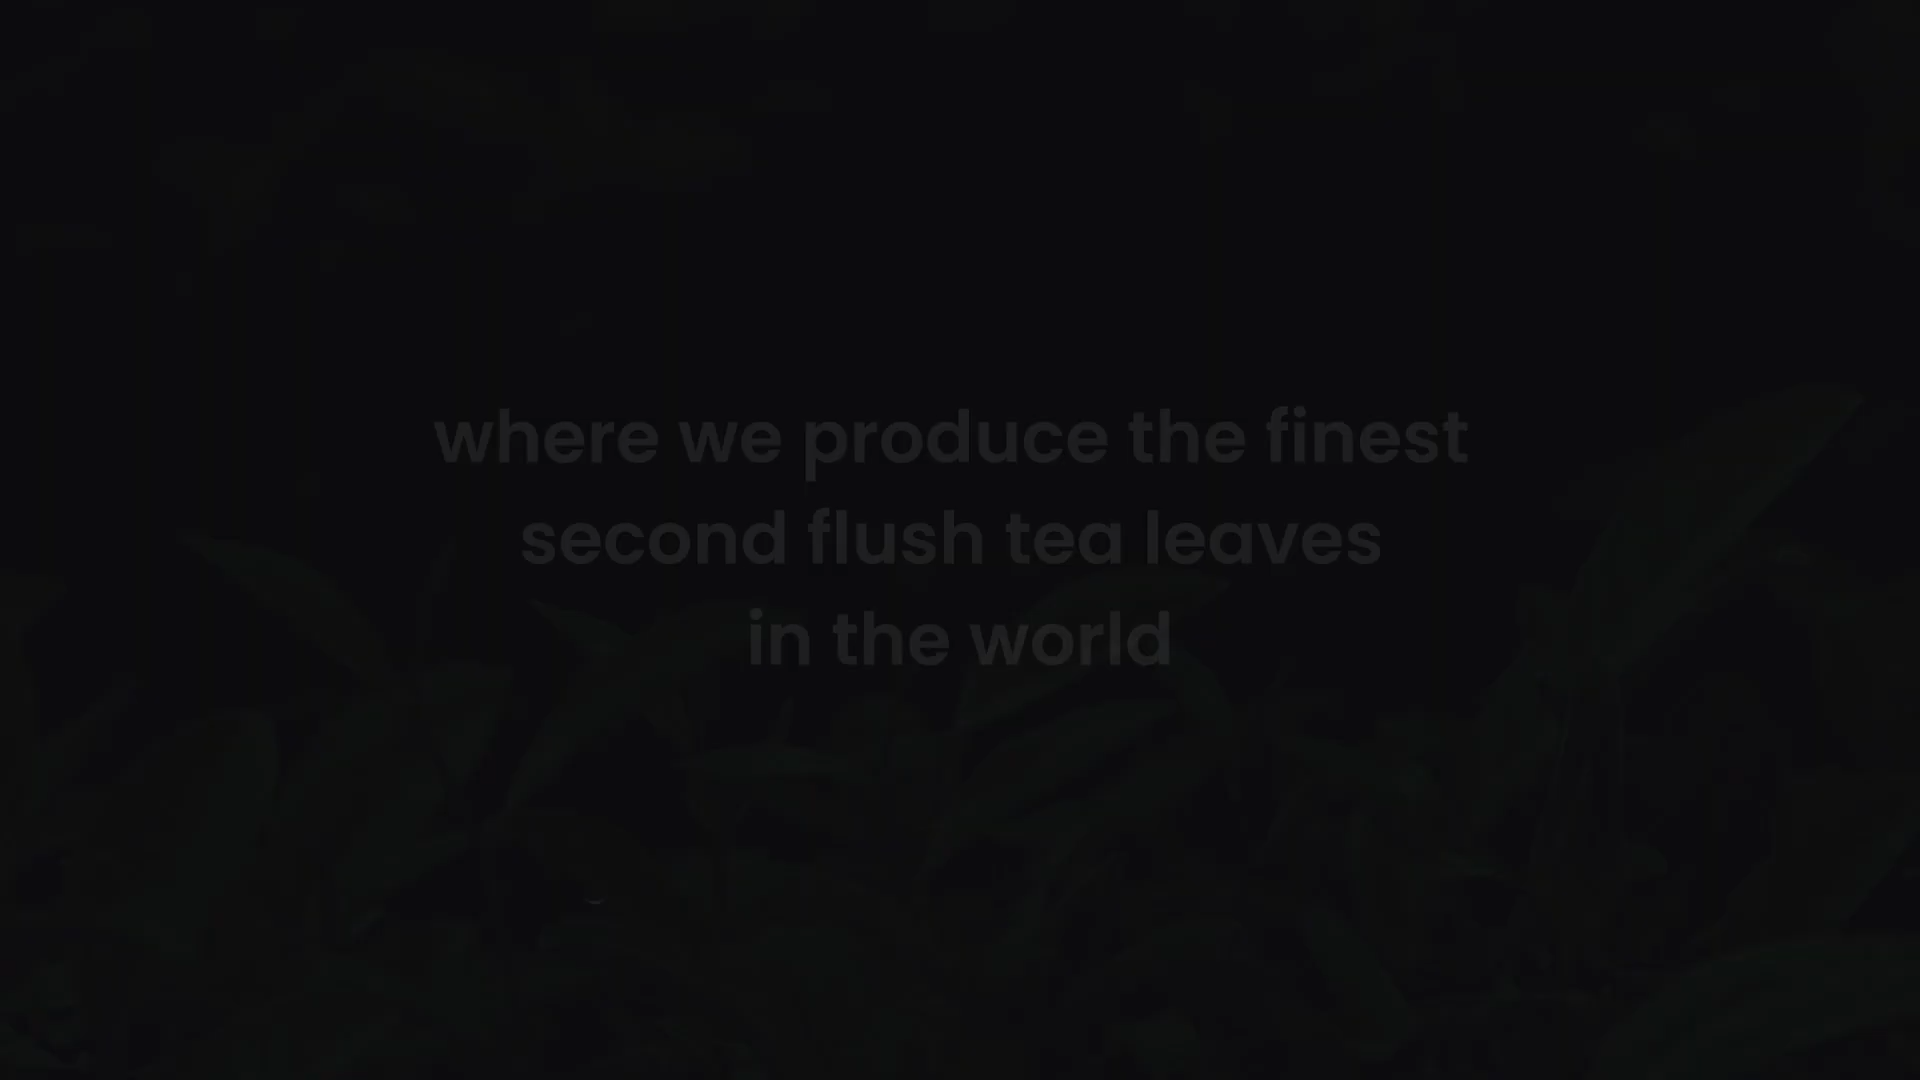 where we produce the finest
second flush tea leaves
in the world